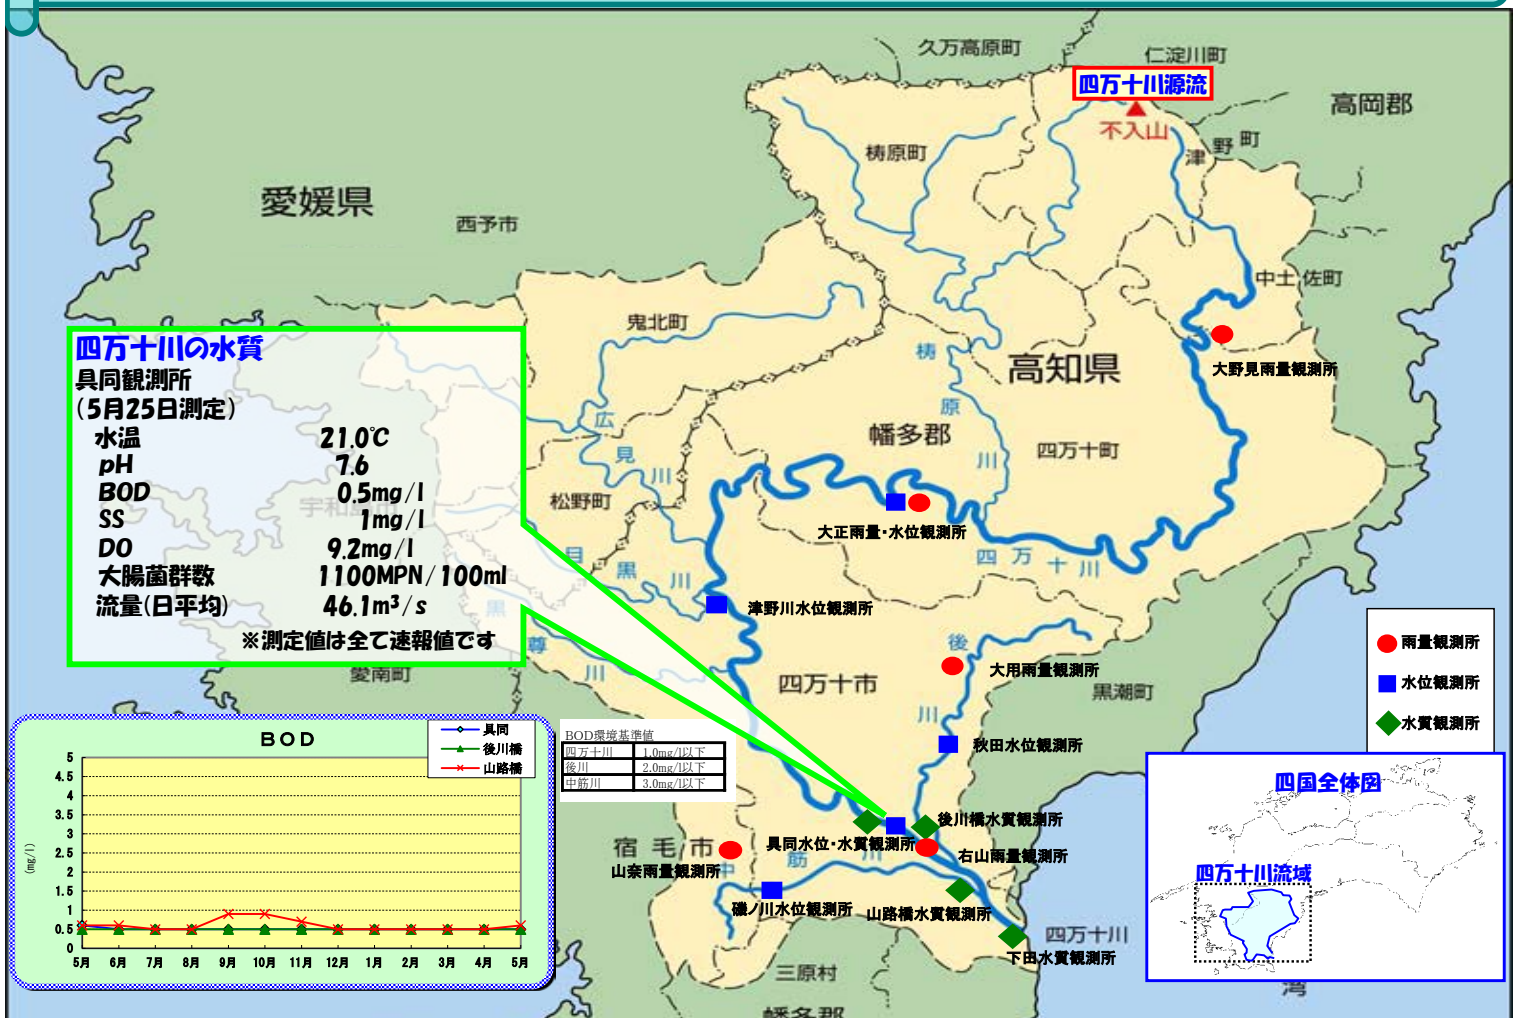 久万高原町
仁淀川町
四万十川源流
高岡郡
不入山
津野町
梼原町
愛媛県
西予市
中土佐町
鬼北町
梼原川
高知県
大野見雨量観測所
四万十川の水質
具同観測所
(5月25日測定)
水温 21.0℃
pH 7.6
BOD 0.5mg/l
SS 1mg/l
DO 9.2mg/l
大腸菌群数 1100MPN/100ml
流量(日平均) 46.1m³/s
※測定値は全て速報値です
宇和島市
広見川
幡多郡
四万十町
松野町
大正雨量・水位観測所
四万十川
目黒川
津野川水位観測所
黒尊川
愛南町
後川
大用雨量観測所
四万十市
黒潮町
雨量観測所
水位観測所
水質観測所
秋田水位観測所
BOD
具同
後川橋
山路橋
(mg/l)
5
4.5
4
3.5
3
2.5
2
1.5
1
0.5
0
5月 6月 7月 8月 9月 10月 11月 12月 1月 2月 3月 4月 5月
BOD環境基準値
四万十川 1.0mg/l以下
後川 2.0mg/l以下
中筋川 3.0mg/l以下
後川橋水質観測所
具同水位・水質観測所
宿毛市
右山雨量観測所
山奈雨量観測所
中筋川
磯ノ川水位観測所
山路橋水質観測所
四万十川
下田水質観測所
三原村
幡多郡
四国全体図
四万十川流域
湾